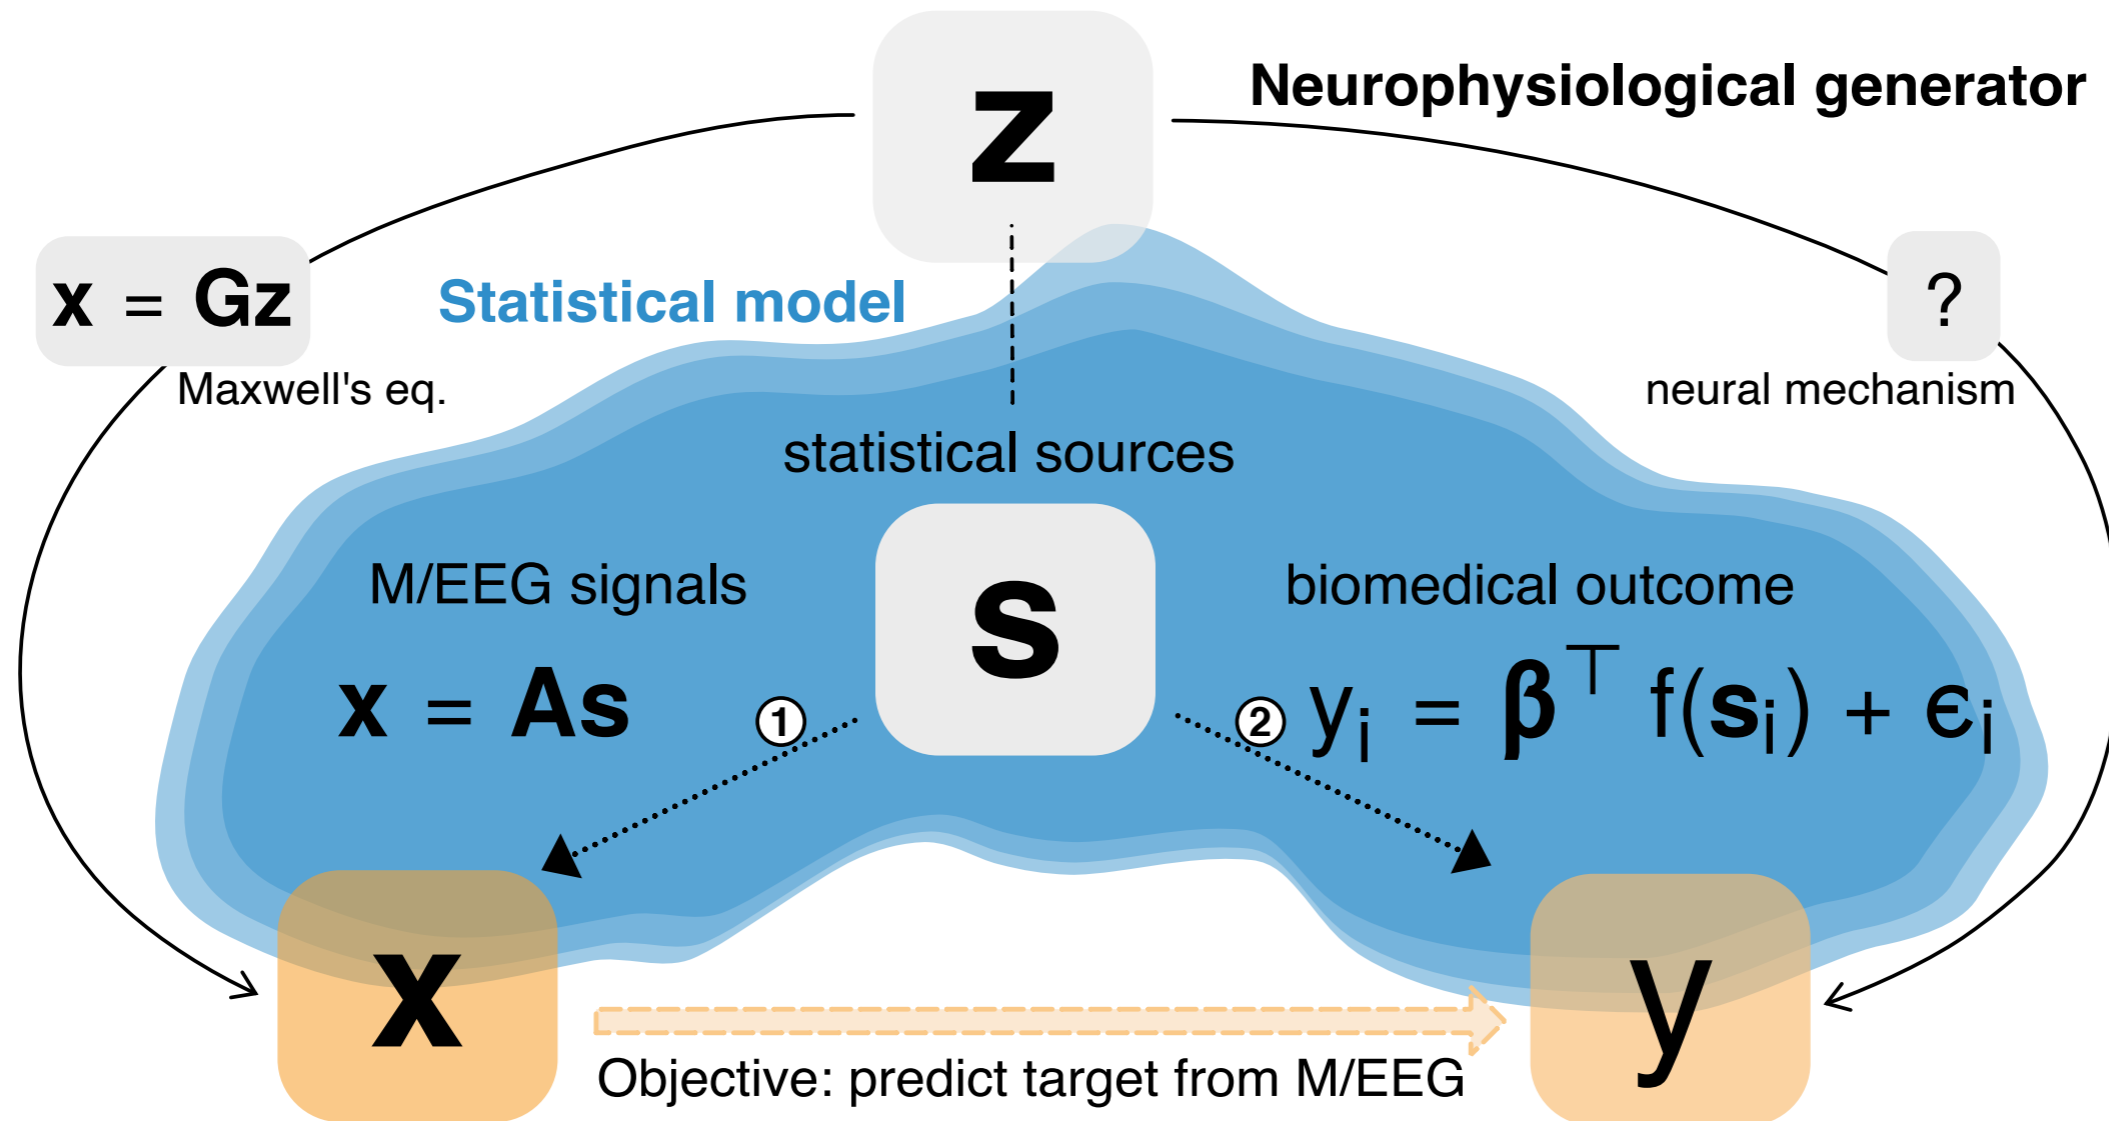 z
Neurophysiological generator
x = Gz
Maxwell's eq.
Statistical model
?
neural mechanism
statistical sources
s
M/EEG signals
x = As
biomedical outcome
yᵢ = β⊤ f(sᵢ) + ϵᵢ
1
2
x
y
Objective: predict target from M/EEG